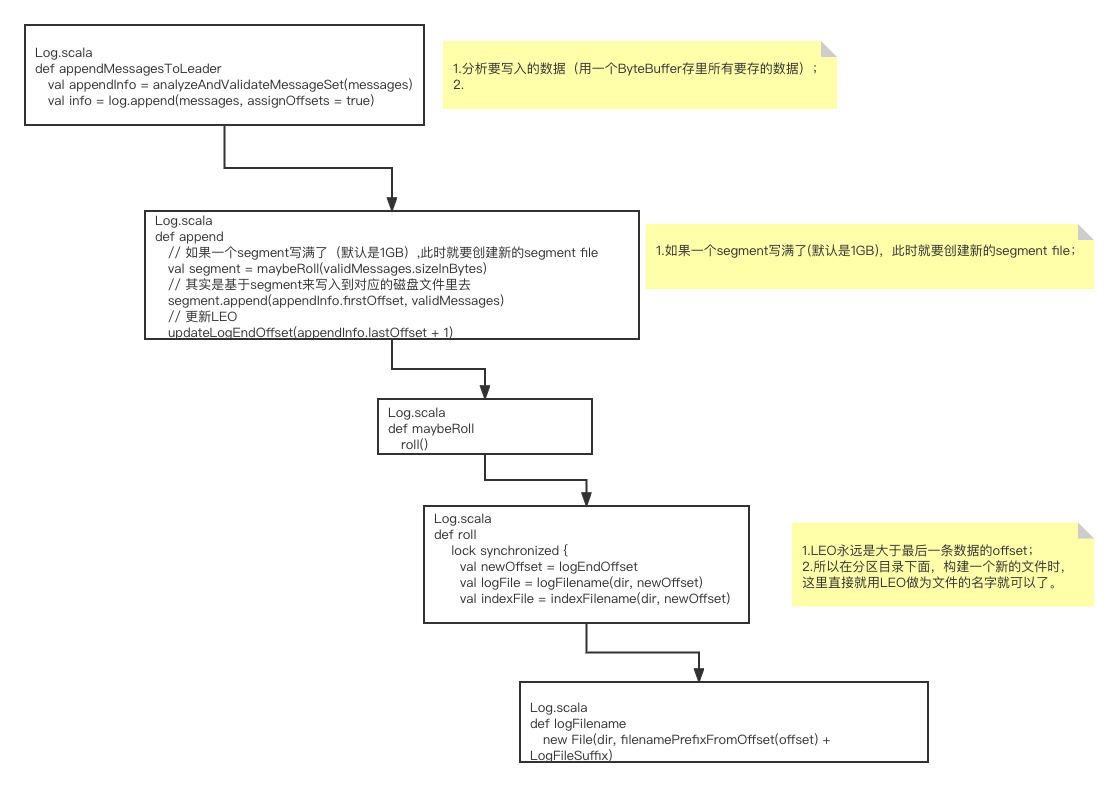 Log.scala
def appendMessagesToLeader
val appendInfo = analyzeAndValidateMessageSet(messages)
val info = log.append(messages, assignOffsets = true)
1.分析要写入的数据（用一个ByteBuffer存里所有要存的数据）;
2.
Log.scala
def append
// 如果一个segment写满了（默认是1GB）,此时就要创建新的segment file
val segment = maybeRoll(validMessages.sizeInBytes)
// 其实是基于segment来写入到对应的磁盘文件里去
segment.append(appendInfo.firstOffset, validMessages)
// 更新LEO
updateLogEndOffset(appendInfo.lastOffset + 1)
1.如果一个segment写满了(默认是1GB)，此时就要创建新的segment file;
Log.scala
def maybeRoll
roll()
Log.scala
def roll
lock synchronized {
val newOffset = logEndOffset
val logFile = logFilename(dir, newOffset)
val indexFile = indexFilename(dir, newOffset)
1.LEO永远是大于最后一条数据的offset;
2.所以在分区目录下面，构建一个新的文件时，
这里直接就用LEO做为文件的名字就可以了。
Log.scala
def logFilename
new File(dir, filenamePrefixFromOffset(offset) +
LogFileSuffix)